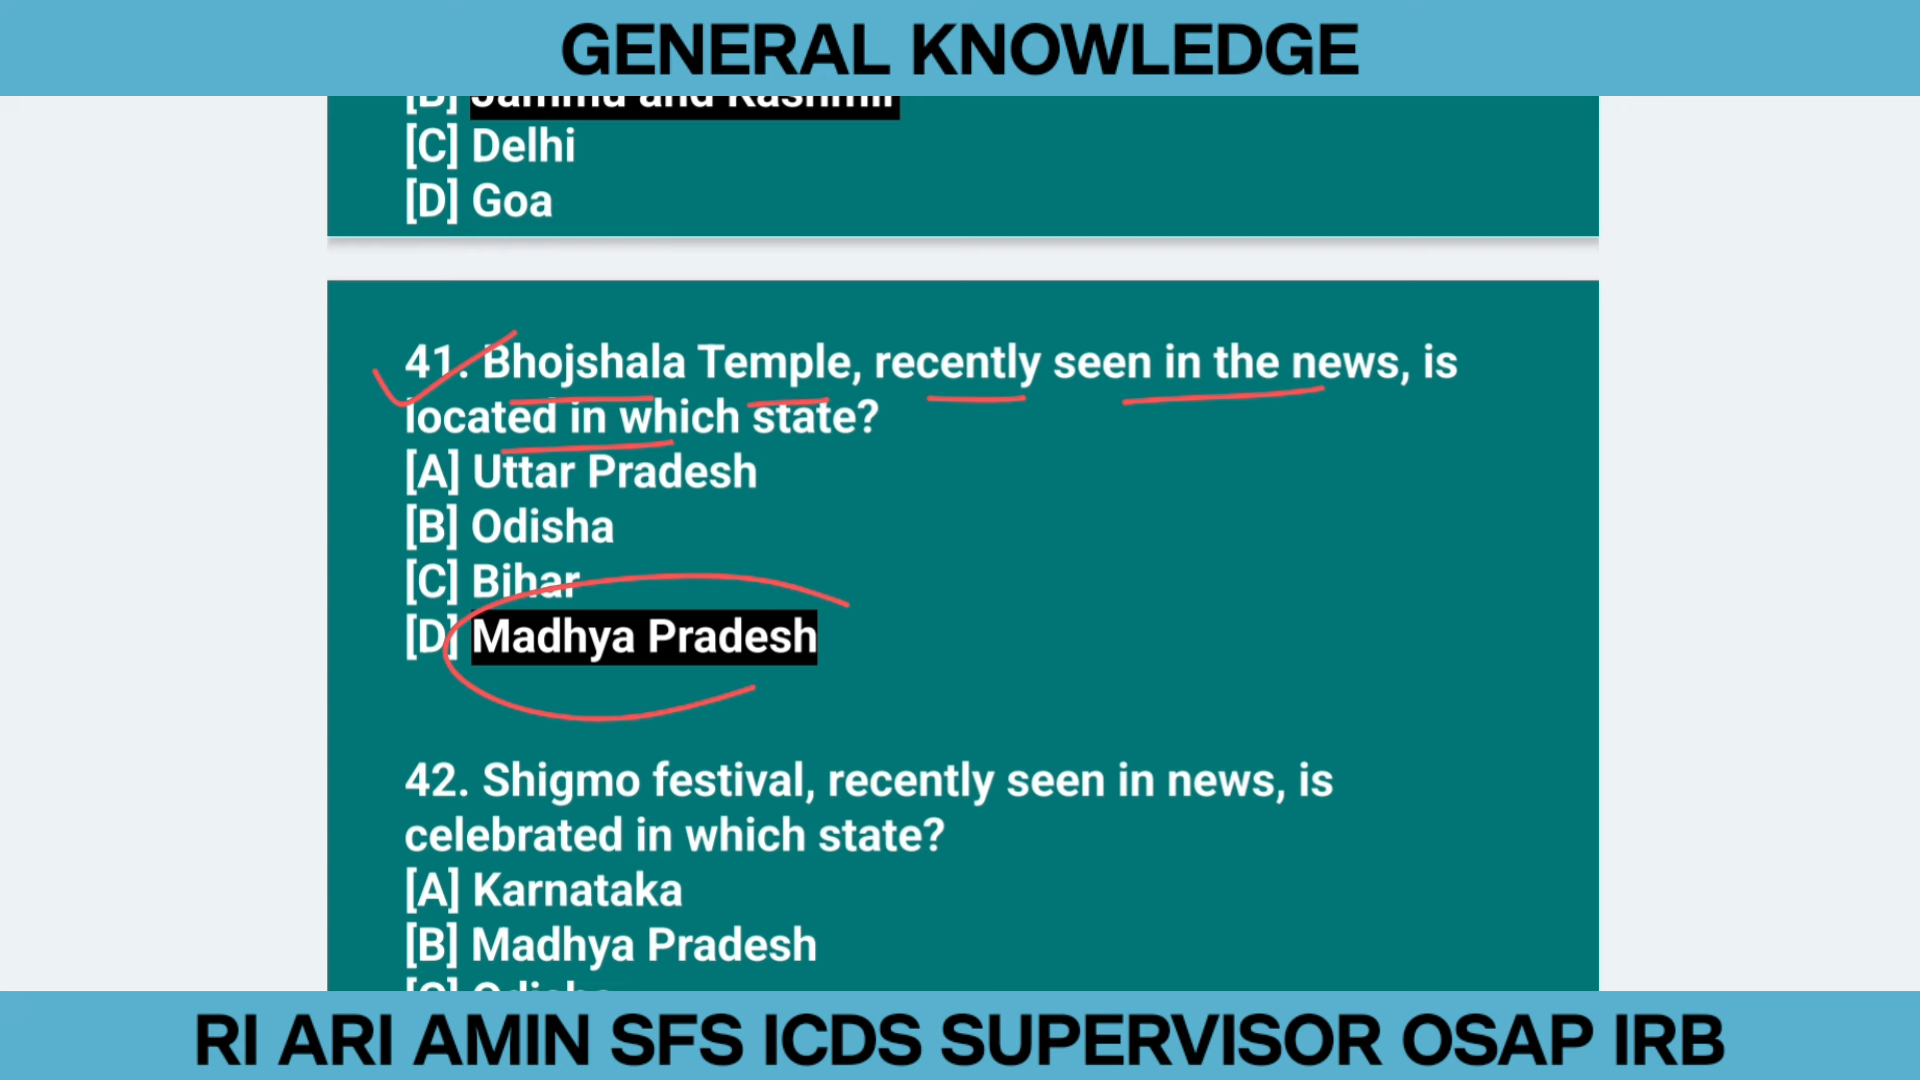 GENERAL KNOWLEDGE
[B] Jammu and Kashmir
[C] Delhi
[D] Goa
41. Bhojshala Temple, recently seen in the news, is
located in which state?
[A] Uttar Pradesh
[B] Odisha
[C] Bihar
[D] Madhya Pradesh
42. Shigmo festival, recently seen in news, is
celebrated in which state?
[A] Karnataka
[B] Madhya Pradesh
[C] Odisha
RI ARI AMIN SFS ICDS SUPERVISOR OSAP IRB